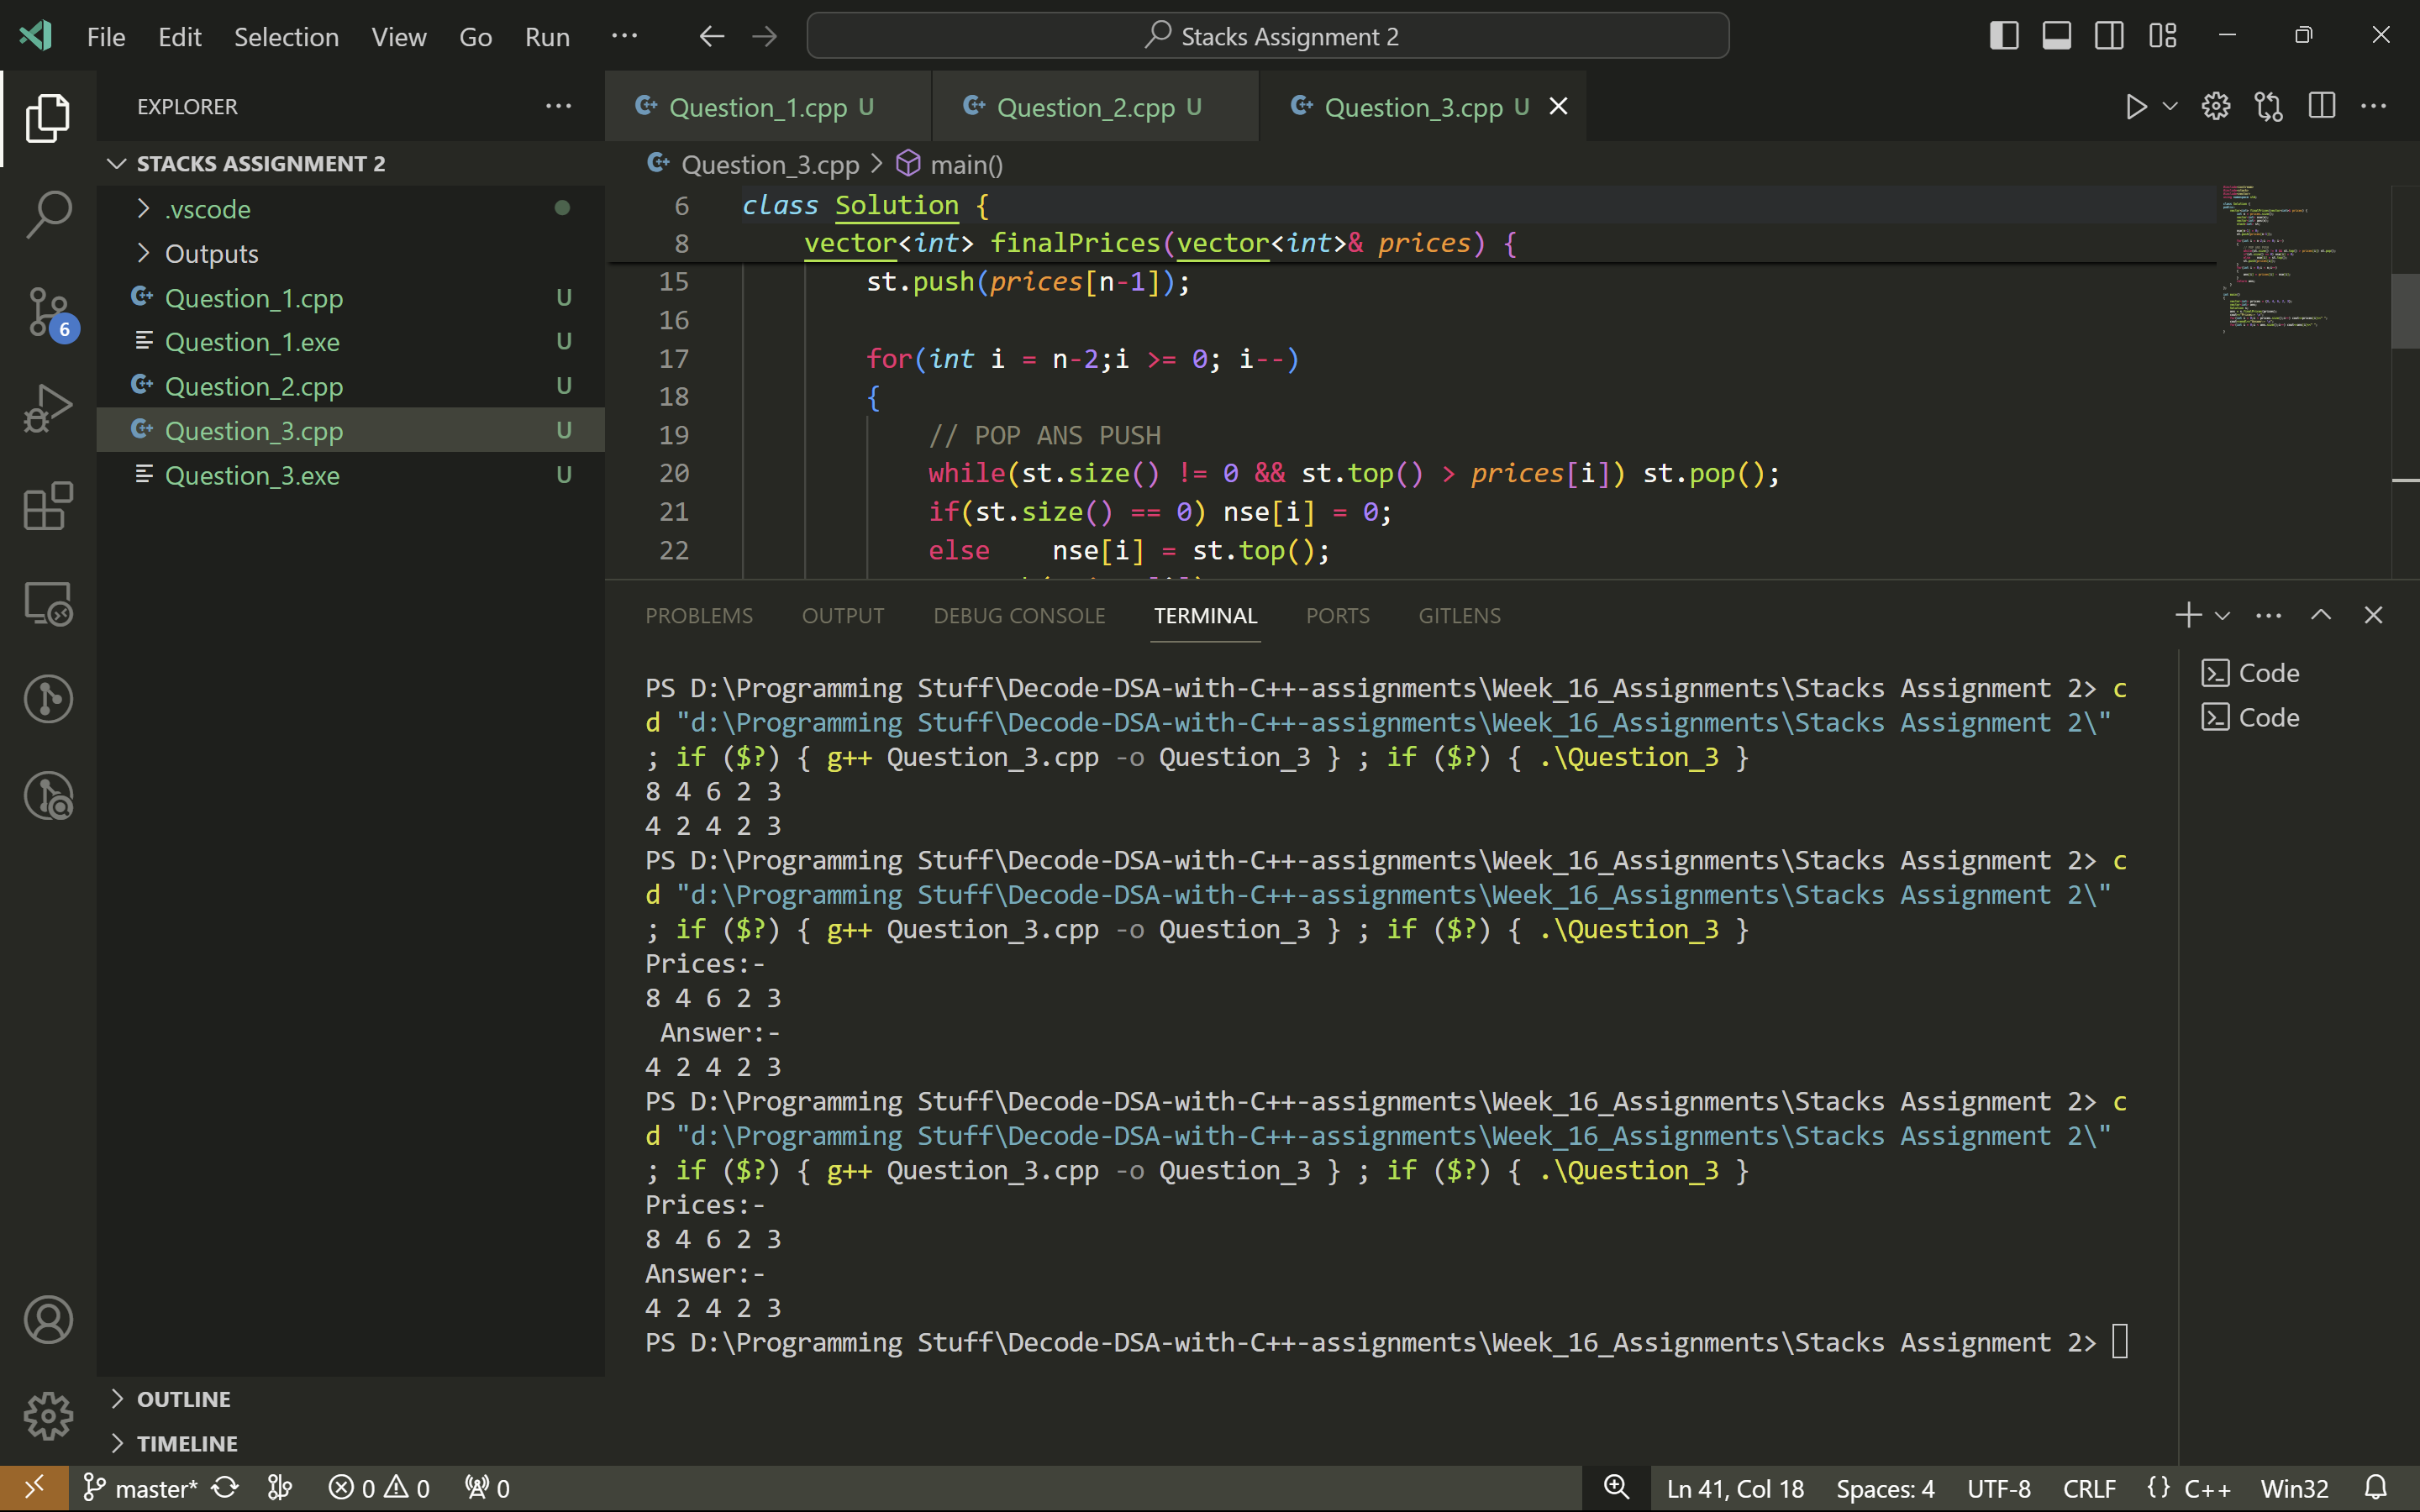 File Edit Selection View Go Run ··· Stacks Assignment 2
EXPLORER
STACKS ASSIGNMENT 2
.vscode
Outputs
Question_1.cpp U
Question_1.exe U
Question_2.cpp U
Question_3.cpp U
Question_3.exe U
OUTLINE
TIMELINE
6
Question_1.cpp U Question_2.cpp U Question_3.cpp U
Question_3.cpp > main()
6 class Solution {
8 vector<int> finalPrices(vector<int>& prices) {
15 st.push(prices[n-1]);
16
17 for(int i = n-2;i >= 0; i--)
18 {
19 // POP ANS PUSH
20 while(st.size() != 0 && st.top() > prices[i]) st.pop();
21 if(st.size() == 0) nse[i] = 0;
22 else    nse[i] = st.top();
PROBLEMS OUTPUT DEBUG CONSOLE TERMINAL PORTS GITLENS
PS D:\Programming Stuff\Decode-DSA-with-C++-assignments\Week_16_Assignments\Stacks Assignment 2> c
d "d:\Programming Stuff\Decode-DSA-with-C++-assignments\Week_16_Assignments\Stacks Assignment 2\"
; if ($?) { g++ Question_3.cpp -o Question_3 } ; if ($?) { .\Question_3 }
8 4 6 2 3
4 2 4 2 3
PS D:\Programming Stuff\Decode-DSA-with-C++-assignments\Week_16_Assignments\Stacks Assignment 2> c
d "d:\Programming Stuff\Decode-DSA-with-C++-assignments\Week_16_Assignments\Stacks Assignment 2\"
; if ($?) { g++ Question_3.cpp -o Question_3 } ; if ($?) { .\Question_3 }
Prices:-
8 4 6 2 3
 Answer:-
4 2 4 2 3
PS D:\Programming Stuff\Decode-DSA-with-C++-assignments\Week_16_Assignments\Stacks Assignment 2> c
d "d:\Programming Stuff\Decode-DSA-with-C++-assignments\Week_16_Assignments\Stacks Assignment 2\"
; if ($?) { g++ Question_3.cpp -o Question_3 } ; if ($?) { .\Question_3 }
Prices:-
8 4 6 2 3
Answer:-
4 2 4 2 3
PS D:\Programming Stuff\Decode-DSA-with-C++-assignments\Week_16_Assignments\Stacks Assignment 2>
Code
Code
master* 0 0 0 Ln 41, Col 18 Spaces: 4 UTF-8 CRLF {} C++ Win32